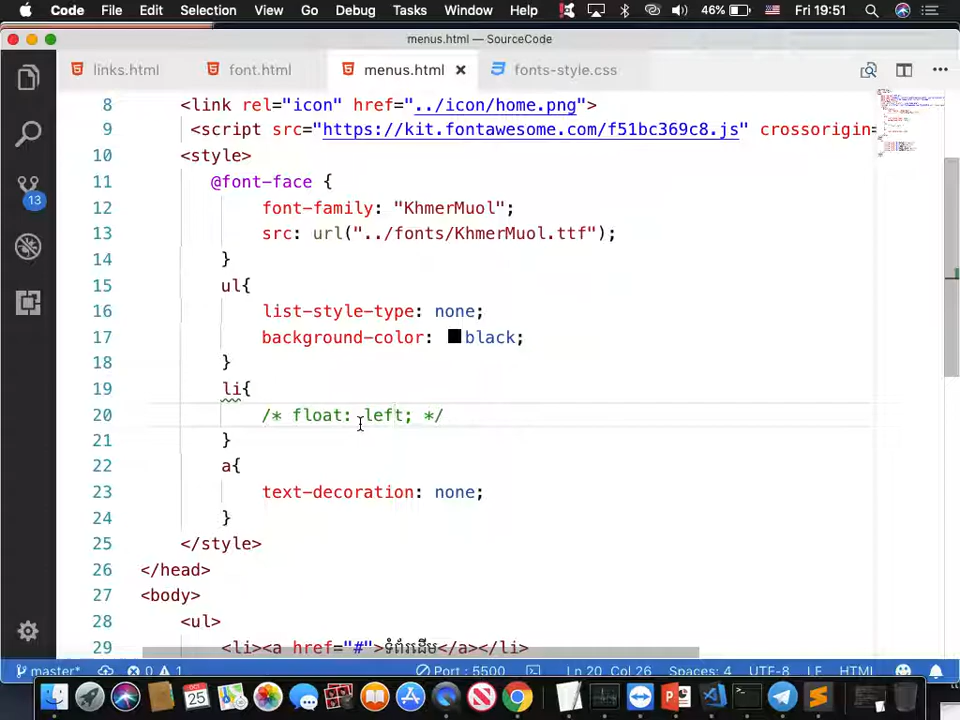 Code File Edit Selection View Go Debug Tasks Window Help 46% Fri 19:51
menus.html — SourceCode
links.html font.html menus.html fonts-style.css
8 <link rel="icon" href="../icon/home.png">
9 <script src="https://kit.fontawesome.com/f51bc369c8.js" crossorigin=
10 <style>
11 @font-face {
12 font-family: "KhmerMuol";
13 src: url("../fonts/KhmerMuol.ttf");
14 }
15 ul{
16 list-style-type: none;
17 background-color: black;
18 }
19 li{
20 /* float: left; */
21 }
22 a{
23 text-decoration: none;
24 }
25 </style>
26 </head>
27 <body>
28 <ul>
29 <li><a href="#">ទំព័រដើម</a></li>
13
master* 0 1 Port : 5500 Ln 20, Col 26 Spaces: 4 UTF-8 LF HTML
OCT
25